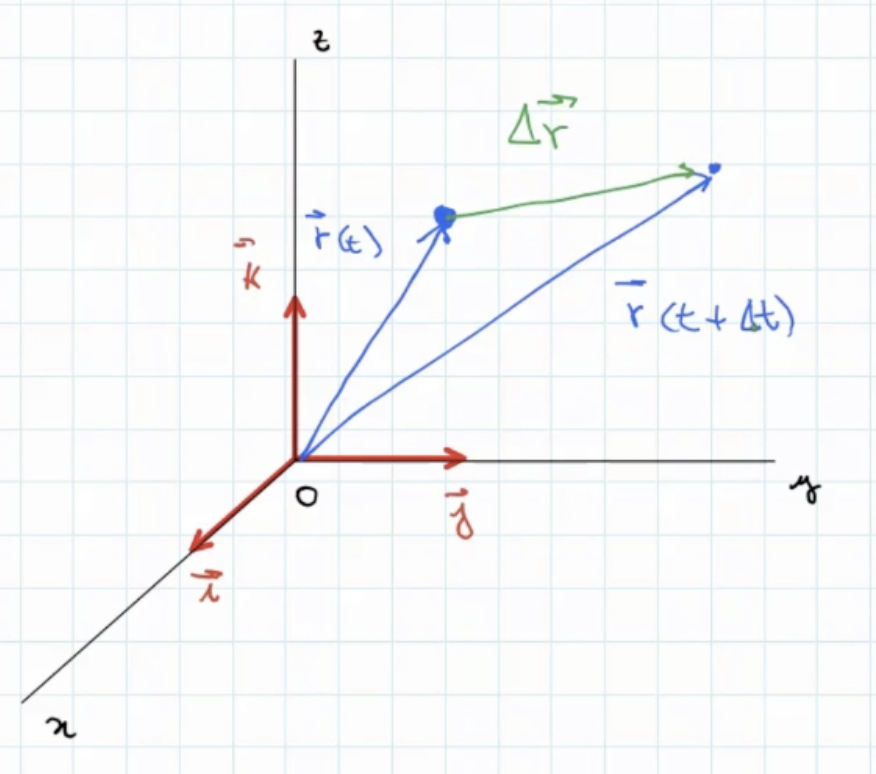 z
Δr⃗
r⃗(t)
k⃗
r⃗(t + Δt)
O
y
j⃗
i⃗
x